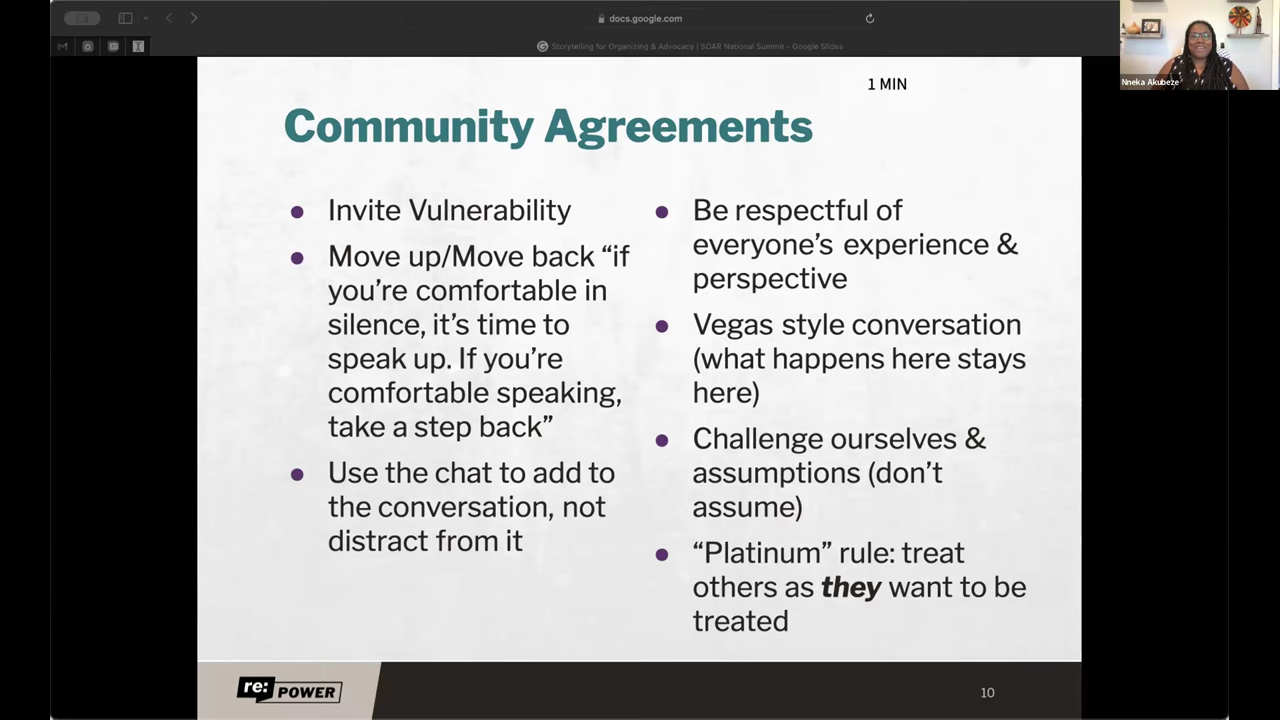 docs.google.com
Storytelling for Organizing & Advocacy | SOAR National Summit - Google Slides
Nneka Akubeze
1 MIN
Community Agreements
● Invite Vulnerability
● Move up/Move back “if
you’re comfortable in
silence, it’s time to
speak up. If you’re
comfortable speaking,
take a step back”
● Use the chat to add to
the conversation, not
distract from it
● Be respectful of
everyone’s experience &
perspective
● Vegas style conversation
(what happens here stays
here)
● Challenge ourselves &
assumptions (don’t
assume)
● “Platinum” rule: treat
others as they want to be
treated
re:
POWER
10